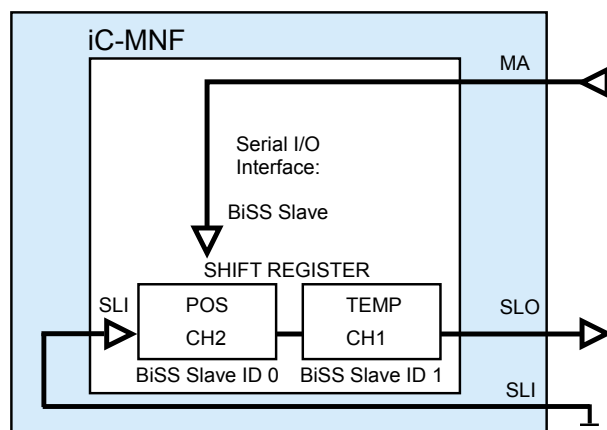 iC-MNF
MA
Serial I/O
Interface:
BiSS Slave
SHIFT REGISTER
SLI
POS
CH2
TEMP
CH1
SLO
BiSS Slave ID 0
BiSS Slave ID 1
SLI